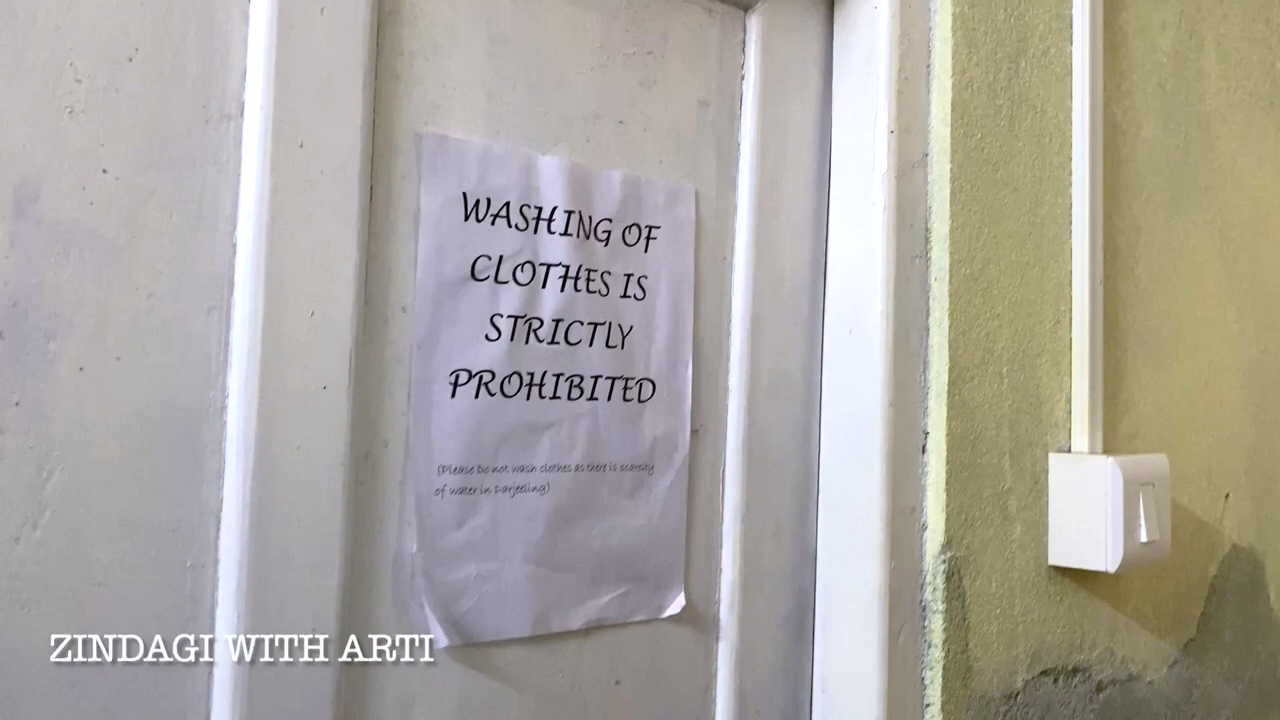 WASHING OF
CLOTHES IS
STRICTLY
PROHIBITED
(Please Do not wash clothes as there is scarcity
of water in Darjeeling)
ZINDAGI WITH ARTI